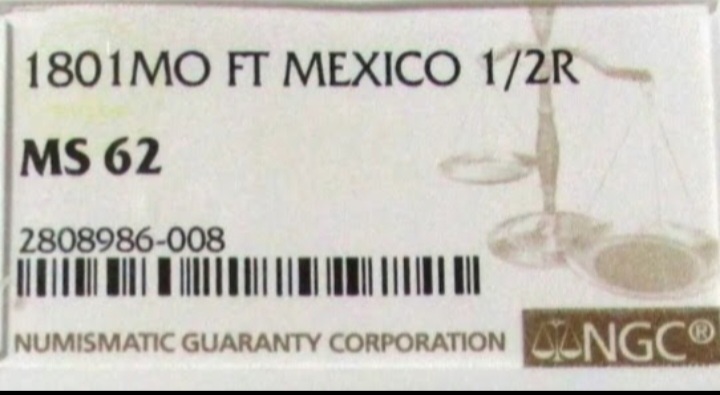 1801MO FT MEXICO 1/2R
MS 62
2808986-008
NUMISMATIC GUARANTY CORPORATION NGC®